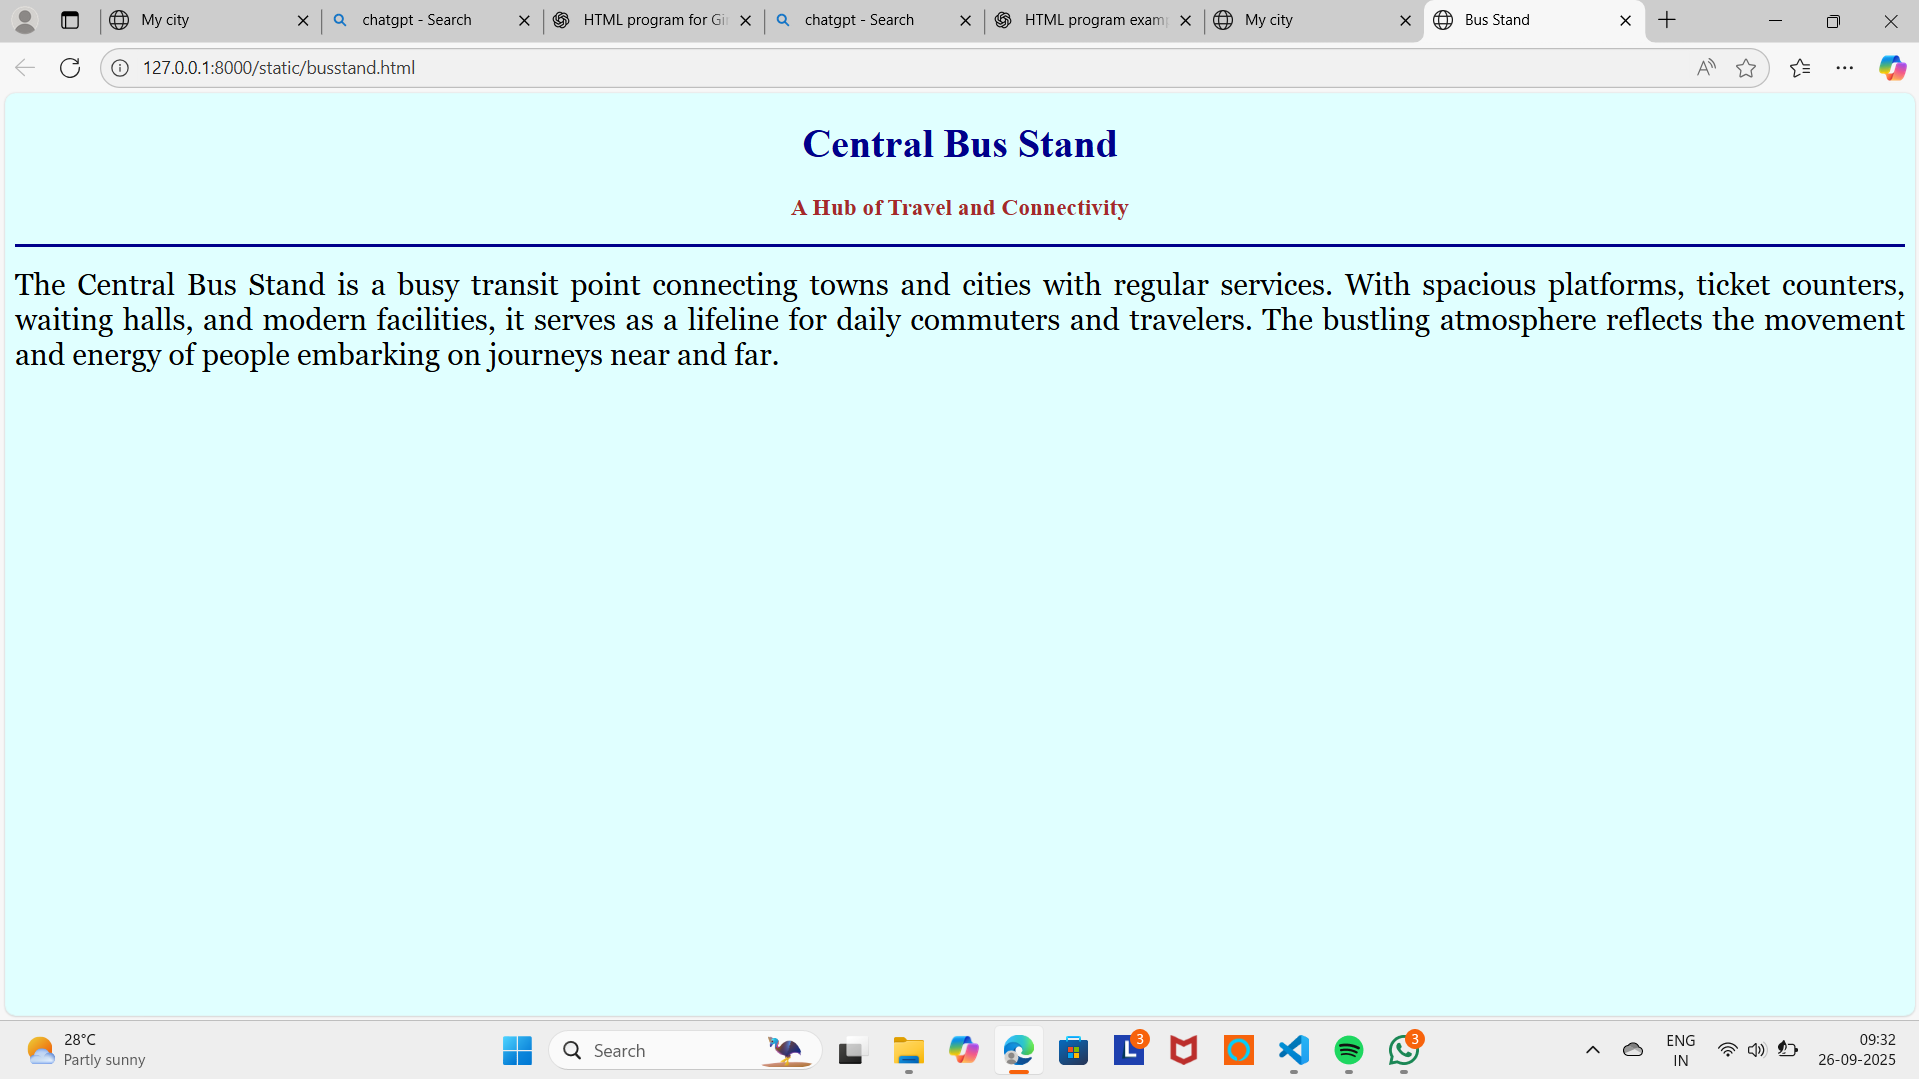 My city
chatgpt - Search
HTML program for Gir
chatgpt - Search
HTML program examp
My city
Bus Stand
127.0.0.1:8000/static/busstand.html
Central Bus Stand
A Hub of Travel and Connectivity
The Central Bus Stand is a busy transit point connecting towns and cities with regular services. With spacious platforms, ticket counters,
waiting halls, and modern facilities, it serves as a lifeline for daily commuters and travelers. The bustling atmosphere reflects the movement
and energy of people embarking on journeys near and far.
28°C
Partly sunny
Search
L
3
3
ENG
IN
09:32
26-09-2025